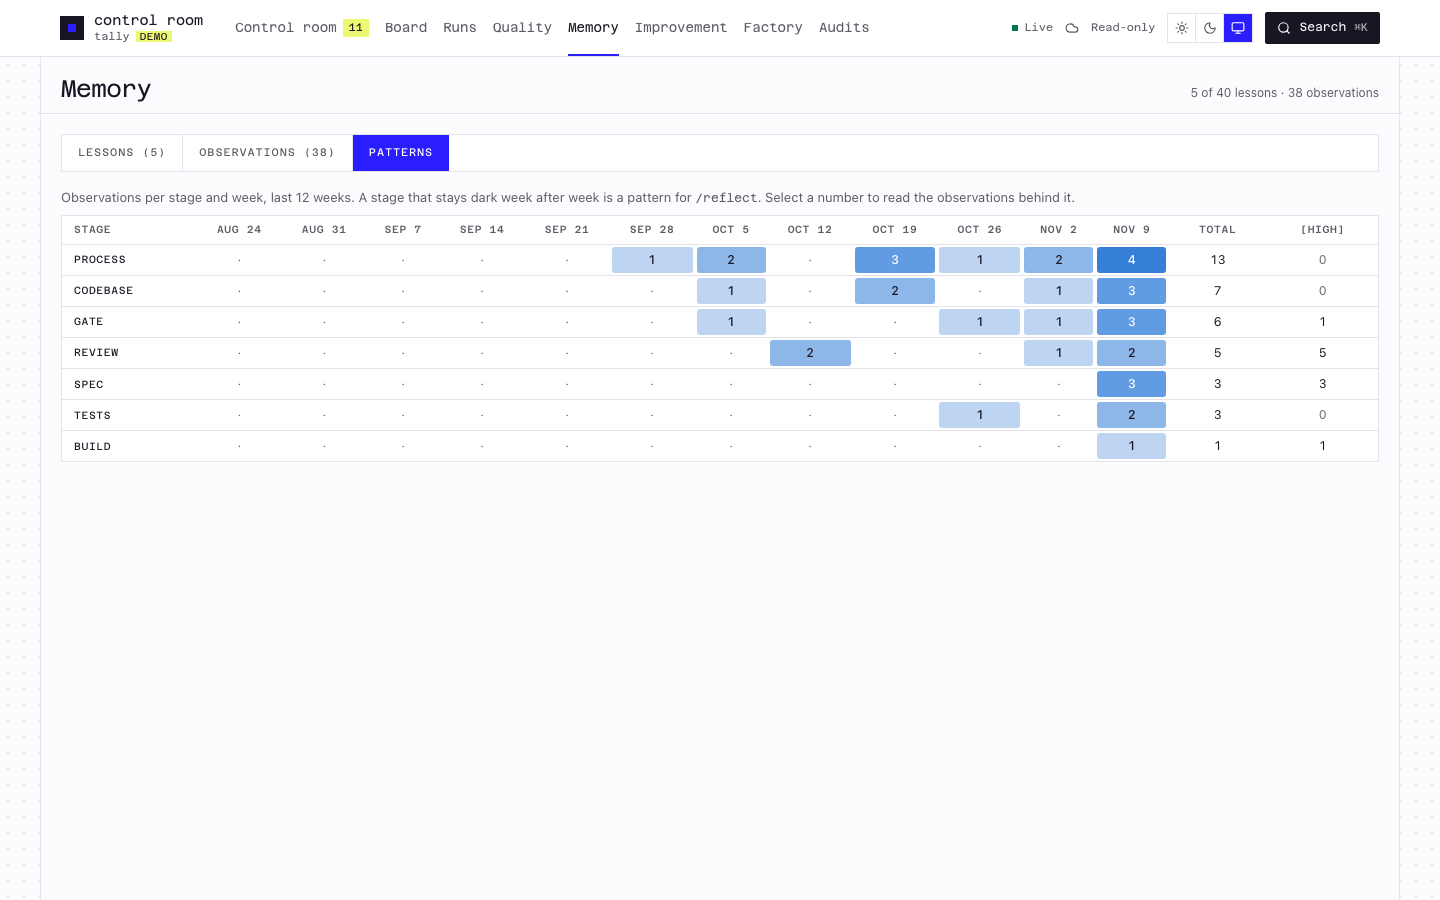 control room
tally DEMO
Control room 11 Board Runs Quality Memory Improvement Factory Audits
Live Read-only Search ⌘K
Memory
5 of 40 lessons · 38 observations
LESSONS (5) OBSERVATIONS (38) PATTERNS
Observations per stage and week, last 12 weeks. A stage that stays dark week after week is a pattern for /reflect. Select a number to read the observations behind it.
STAGE AUG 24 AUG 31 SEP 7 SEP 14 SEP 21 SEP 28 OCT 5 OCT 12 OCT 19 OCT 26 NOV 2 NOV 9 TOTAL [HIGH]
PROCESS · · · · · 1 2 · 3 1 2 4 13 0
CODEBASE · · · · · · 1 · 2 · 1 3 7 0
GATE · · · · · · 1 · · 1 1 3 6 1
REVIEW · · · · · · · 2 · · 1 2 5 5
SPEC · · · · · · · · · · · 3 3 3
TESTS · · · · · · · · · 1 · 2 3 0
BUILD · · · · · · · · · · · 1 1 1